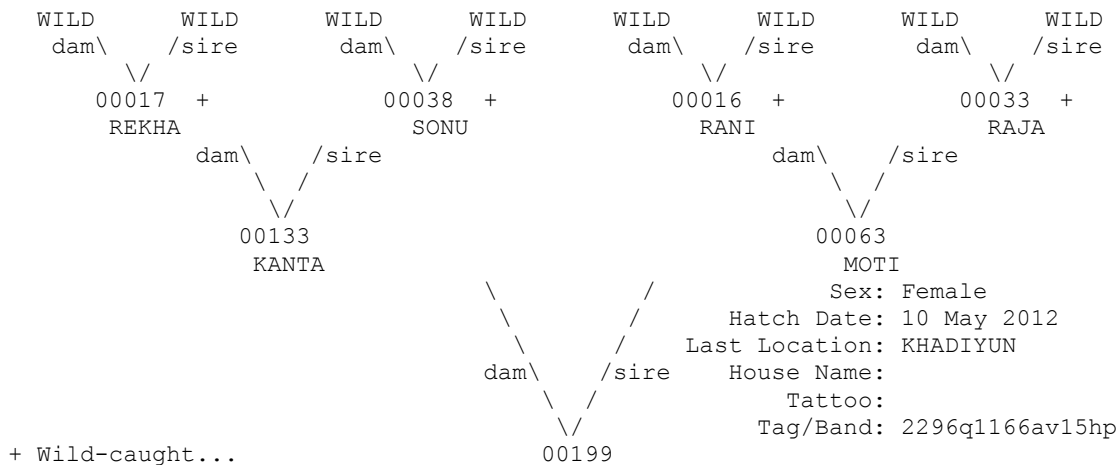 WILD WILD WILD WILD WILD WILD WILD WILD
dam\ /sire dam\ /sire dam\ /sire dam\ /sire
\/ \/ \/ \/
00017 + 00038 + 00016 + 00033 +
REKHA SONU RANI RAJA
dam\ /sire dam\ /sire
\ / \ /
\/ \/
00133 00063
KANTA MOTI
\ / Sex: Female
\ / Hatch Date: 10 May 2012
\ / Last Location: KHADIYUN
dam\ /sire House Name:
\ / Tattoo:
\/ Tag/Band: 2296q1166av15hp
+ Wild-caught... 00199